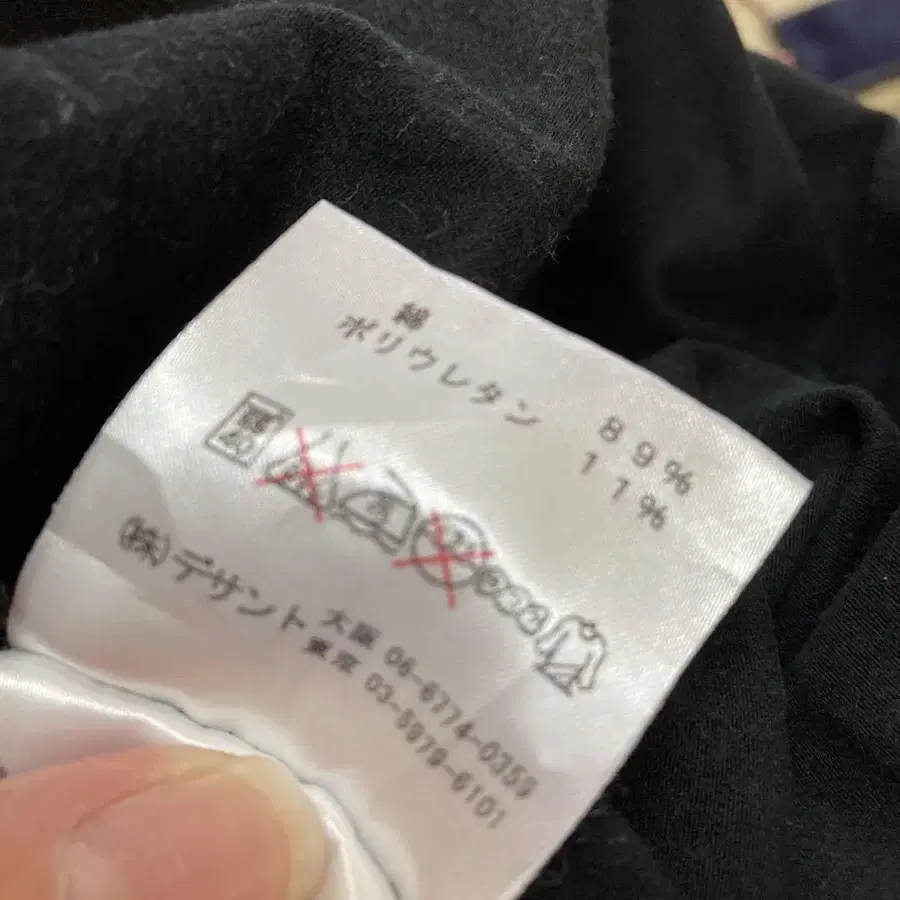 綿 89%
ポリウレタン 11%
40
(株)デサント 大阪 06-6774-0359
東京 03-5979-6101